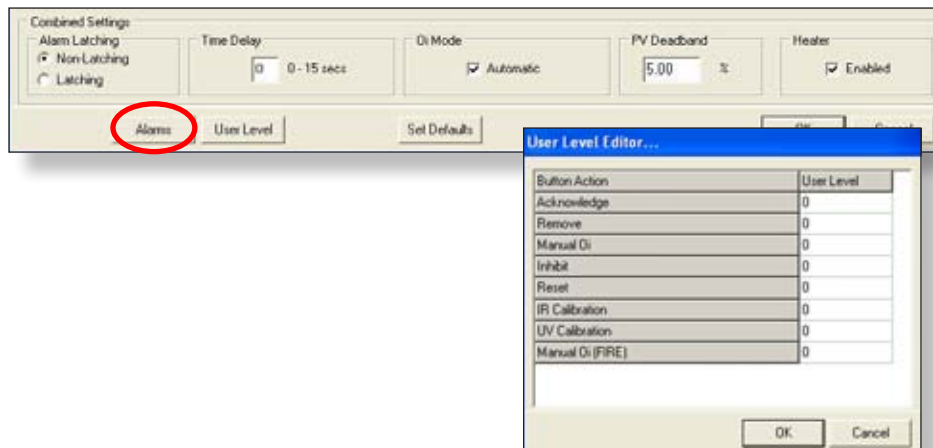 Combined Settings
Alarm Latching
Non-Latching
Latching
Time Delay
0 0 - 15 secs
Oi Mode
Automatic
PV Deadband
5.00 %
Heater
Enabled
Alarms User Level Set Defaults OK Cancel
User Level Editor...
Button Action User Level
Acknowledge 0
Remove 0
Manual Oi 0
Inhibit 0
Reset 0
IR Calibration 0
UV Calibration 0
Manual Oi (FIRE) 0
OK Cancel